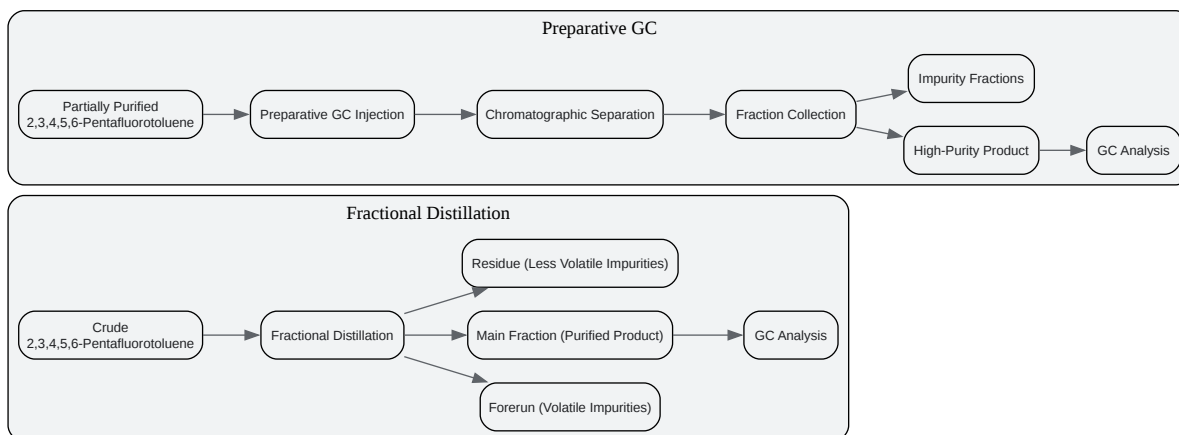 Preparative GC
Partially Purified
2,3,4,5,6-Pentafluorotoluene
Preparative GC Injection
Chromatographic Separation
Fraction Collection
Impurity Fractions
High-Purity Product
GC Analysis
Fractional Distillation
Crude
2,3,4,5,6-Pentafluorotoluene
Fractional Distillation
Residue (Less Volatile Impurities)
Main Fraction (Purified Product)
GC Analysis
Forerun (Volatile Impurities)